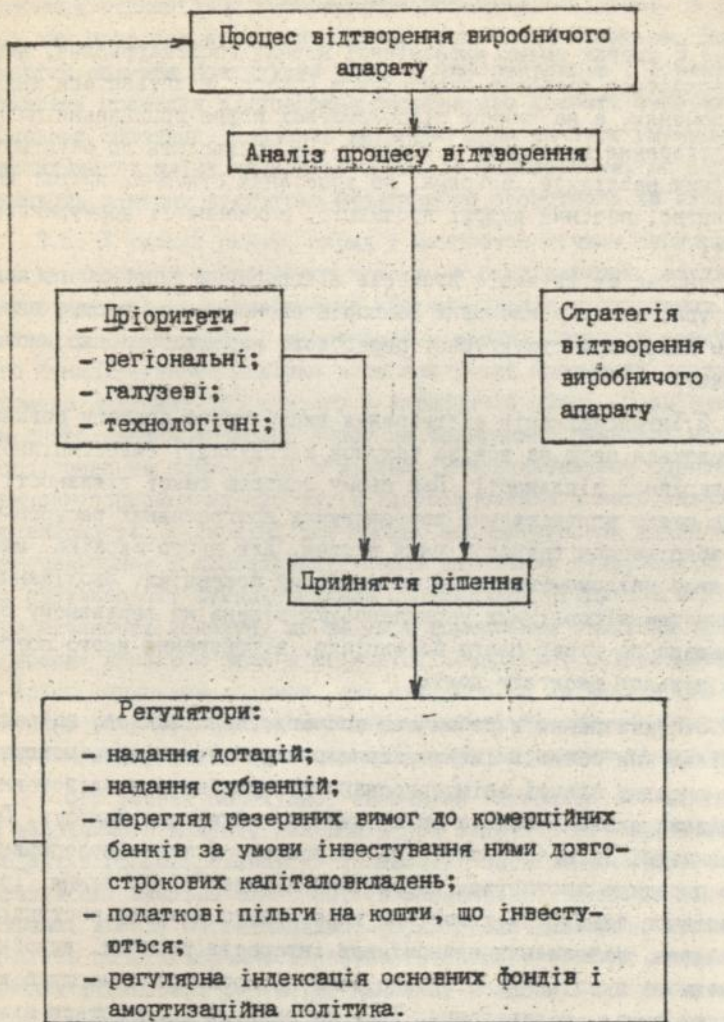 Процес відтворення виробничого
апарату
Аналіз процесу відтворення
Пріоритети
- регіональні;
- галузеві;
- технологічні;
Стратегія
відтворення
виробничого
апарату
Прийняття рішення
Регулятори:
- надання дотацій;
- надання субвенцій;
- перегляд резервних вимог до комерційних
банків за умови інвестування ними довго-
строкових капіталовкладень;
- податкові пільги на кошти, що інвесту-
ються;
- регулярна індексація основних фондів і
амортизаційна політика.